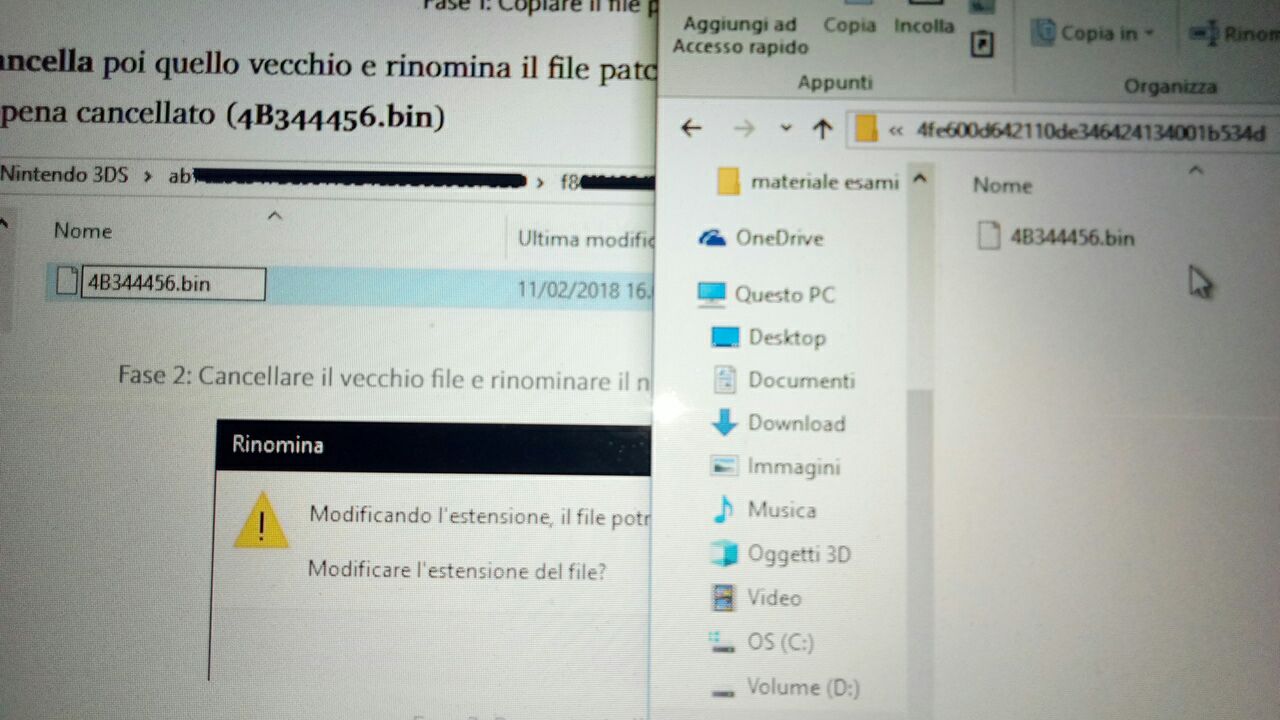 Fase 1: Copiare il file p
ncella poi quello vecchio e rinomina il file patc
pena cancellato (4B344456.bin)
Nintendo 3DS > ab > f8
Nome
Ultima modific
4B344456.bin
11/02/2018 16.
Fase 2: Cancellare il vecchio file e rinominare il n
Rinomina
Modificando l'estensione, il file potr
Modificare l'estensione del file?
Aggiungi ad
Accesso rapido
Copia
Incolla
Copia in
Rinom
Appunti
Organizza
« 4fe600d642110de346424134001b534d
materiale esami
OneDrive
Questo PC
Desktop
Documenti
Download
Immagini
Musica
Oggetti 3D
Video
OS (C:)
Volume (D:)
Nome
4B344456.bin